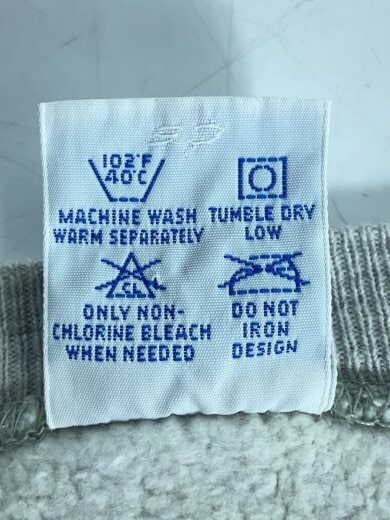 102°F
40°C
MACHINE WASH
WARM SEPARATELY
TUMBLE DRY
LOW
CL
ONLY NON-
CHLORINE BLEACH
WHEN NEEDED
DO NOT
IRON
DESIGN